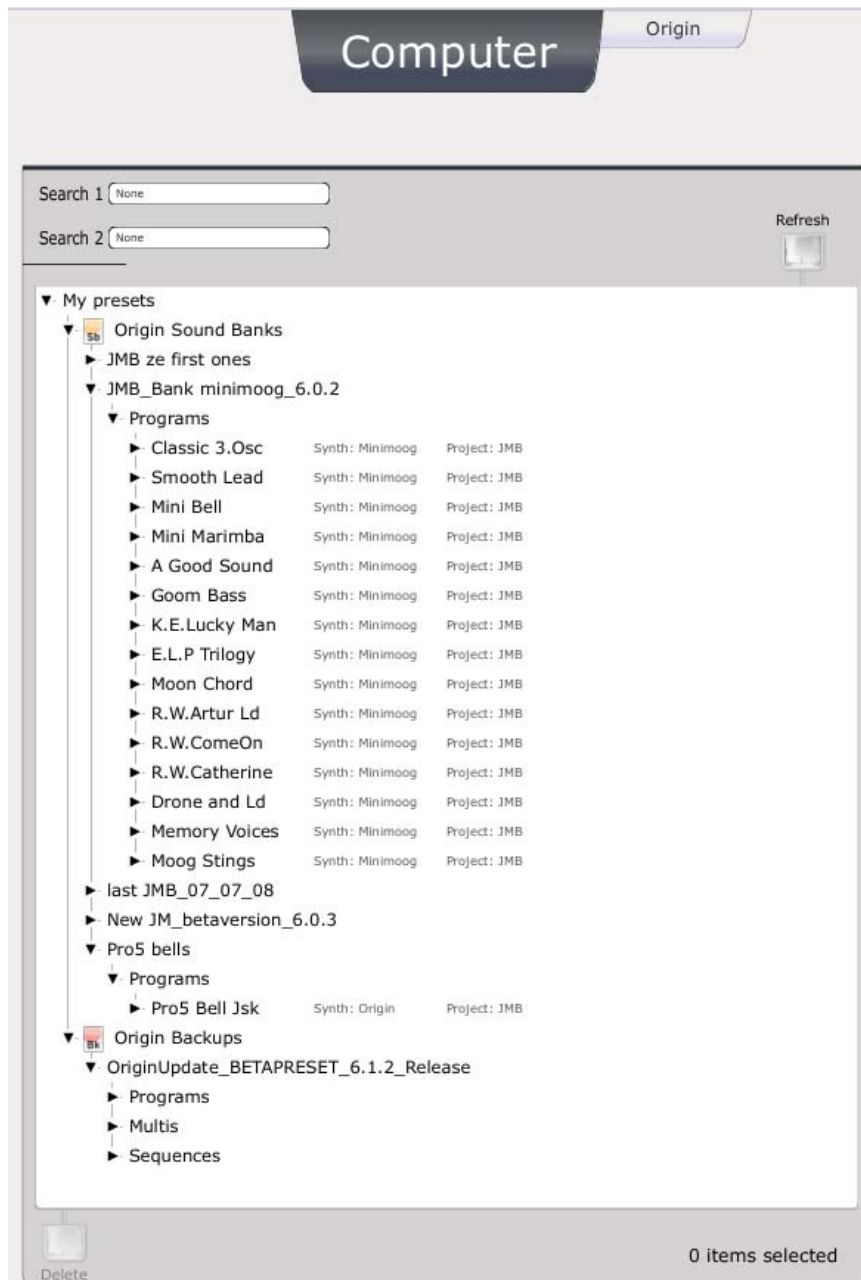 Computer
Origin
Search 1 None
Search 2 None
Refresh
My presets
Sb Origin Sound Banks
JMB ze first ones
JMB_Bank minimoog_6.0.2
Programs
Classic 3.Osc Synth: Minimoog Project: JMB
Smooth Lead Synth: Minimoog Project: JMB
Mini Bell Synth: Minimoog Project: JMB
Mini Marimba Synth: Minimoog Project: JMB
A Good Sound Synth: Minimoog Project: JMB
Goom Bass Synth: Minimoog Project: JMB
K.E.Lucky Man Synth: Minimoog Project: JMB
E.L.P Trilogy Synth: Minimoog Project: JMB
Moon Chord Synth: Minimoog Project: JMB
R.W.Artur Ld Synth: Minimoog Project: JMB
R.W.ComeOn Synth: Minimoog Project: JMB
R.W.Catherine Synth: Minimoog Project: JMB
Drone and Ld Synth: Minimoog Project: JMB
Memory Voices Synth: Minimoog Project: JMB
Moog Stings Synth: Minimoog Project: JMB
last JMB_07_07_08
New JM_betaversion_6.0.3
Pro5 bells
Programs
Pro5 Bell Jsk Synth: Origin Project: JMB
Bk Origin Backups
OriginUpdate_BETAPRESET_6.1.2_Release
Programs
Multis
Sequences
Delete
0 items selected